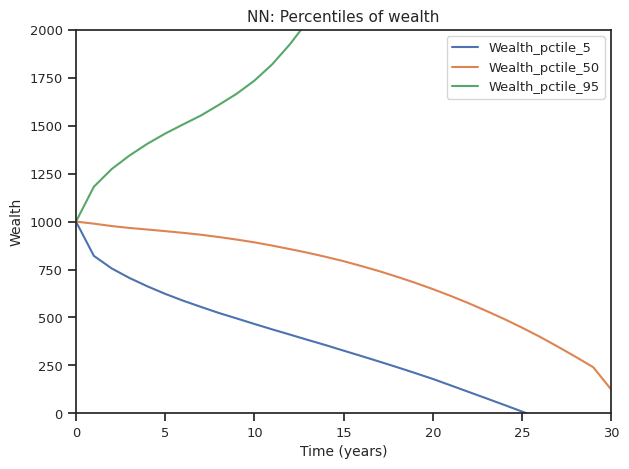 NN: Percentiles of wealth
2000
1750
1500
1250
1000
750
500
250
0
Wealth
Wealth_pctile_5
Wealth_pctile_50
Wealth_pctile_95
0 5 10 15 20 25 30
Time (years)